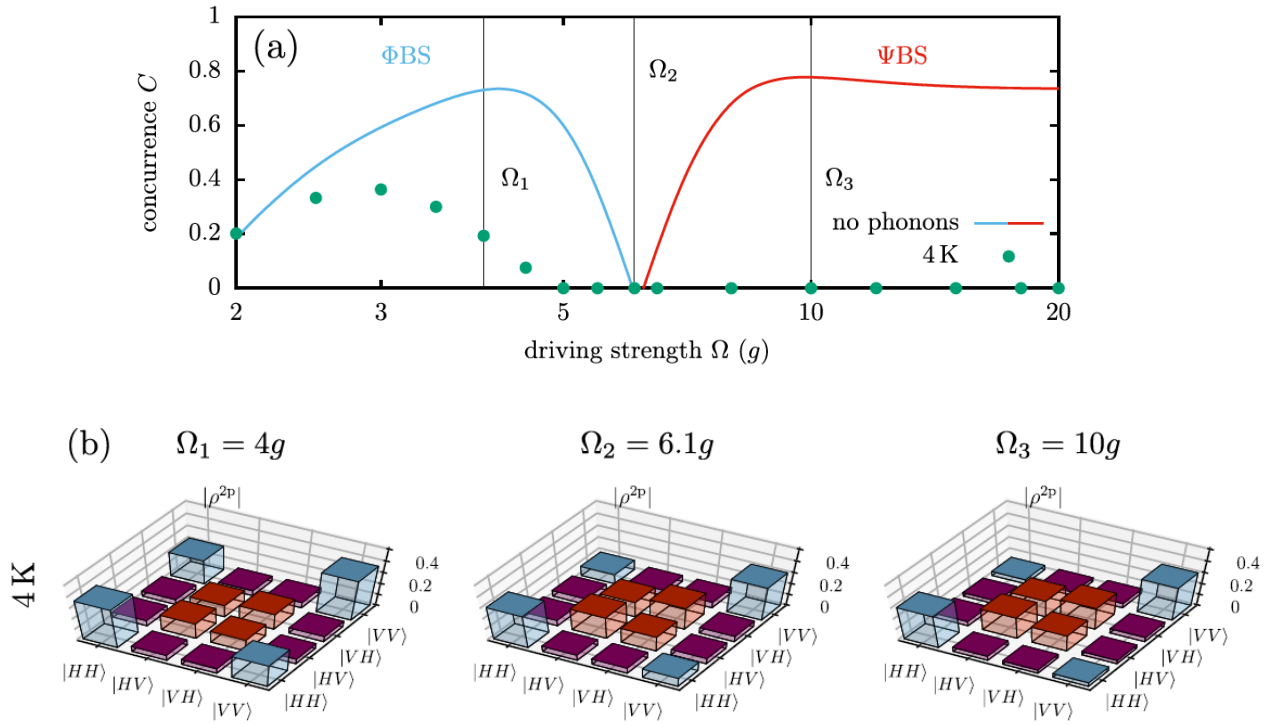 (a)
ΦBS
ΨBS
Ω₂
Ω₁
Ω₃
no phonons
4 K
concurrence C
1
0.8
0.6
0.4
0.2
0
2
3
5
10
20
driving strength Ω (g)
(b)
Ω₁ = 4g
Ω₂ = 6.1g
Ω₃ = 10g
4 K
|ρ²ᵖ|
0.4
0.2
0
|HH⟩
|HV⟩
|VH⟩
|VV⟩
|HH⟩
|HV⟩
|VH⟩
|VV⟩
|ρ²ᵖ|
0.4
0.2
0
|HH⟩
|HV⟩
|VH⟩
|VV⟩
|HH⟩
|HV⟩
|VH⟩
|VV⟩
|ρ²ᵖ|
0.4
0.2
0
|HH⟩
|HV⟩
|VH⟩
|VV⟩
|HH⟩
|HV⟩
|VH⟩
|VV⟩